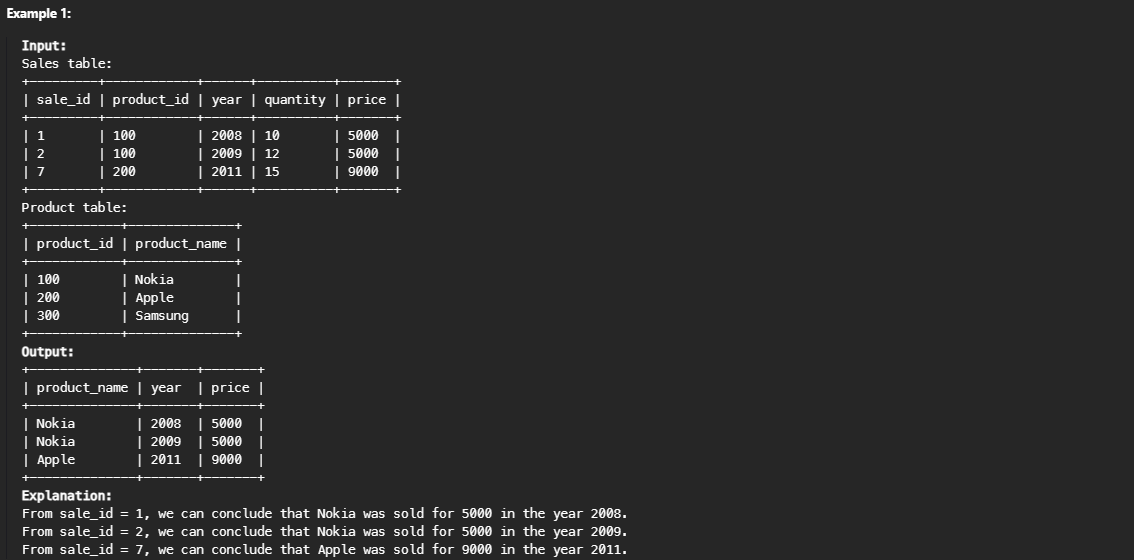 Example 1:
Input:
Sales table:
+---------+------------+------+----------+-------+
| sale_id | product_id | year | quantity | price |
+---------+------------+------+----------+-------+
| 1       | 100        | 2008 | 10       | 5000  |
| 2       | 100        | 2009 | 12       | 5000  |
| 7       | 200        | 2011 | 15       | 9000  |
+---------+------------+------+----------+-------+
Product table:
+------------+--------------+
| product_id | product_name |
+------------+--------------+
| 100        | Nokia        |
| 200        | Apple        |
| 300        | Samsung      |
+------------+--------------+
Output:
+--------------+-------+-------+
| product_name | year  | price |
+--------------+-------+-------+
| Nokia        | 2008  | 5000  |
| Nokia        | 2009  | 5000  |
| Apple        | 2011  | 9000  |
+--------------+-------+-------+
Explanation:
From sale_id = 1, we can conclude that Nokia was sold for 5000 in the year 2008.
From sale_id = 2, we can conclude that Nokia was sold for 5000 in the year 2009.
From sale_id = 7, we can conclude that Apple was sold for 9000 in the year 2011.